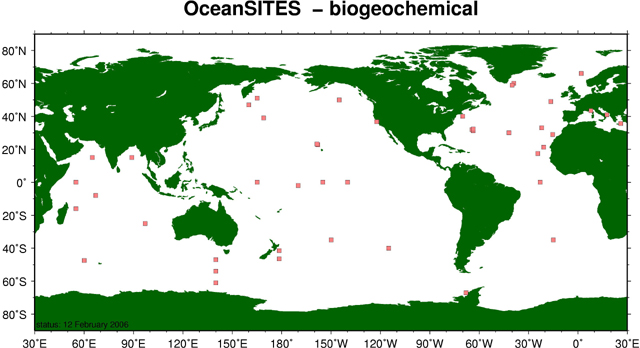 OceanSITES – biogeochemical
80°N
60°N
40°N
20°N
0°
20°S
40°S
60°S
80°S
status: 12 February 2006
30°E 60°E 90°E 120°E 150°E 180° 150°W 120°W 90°W 60°W 30°W 0° 30°E